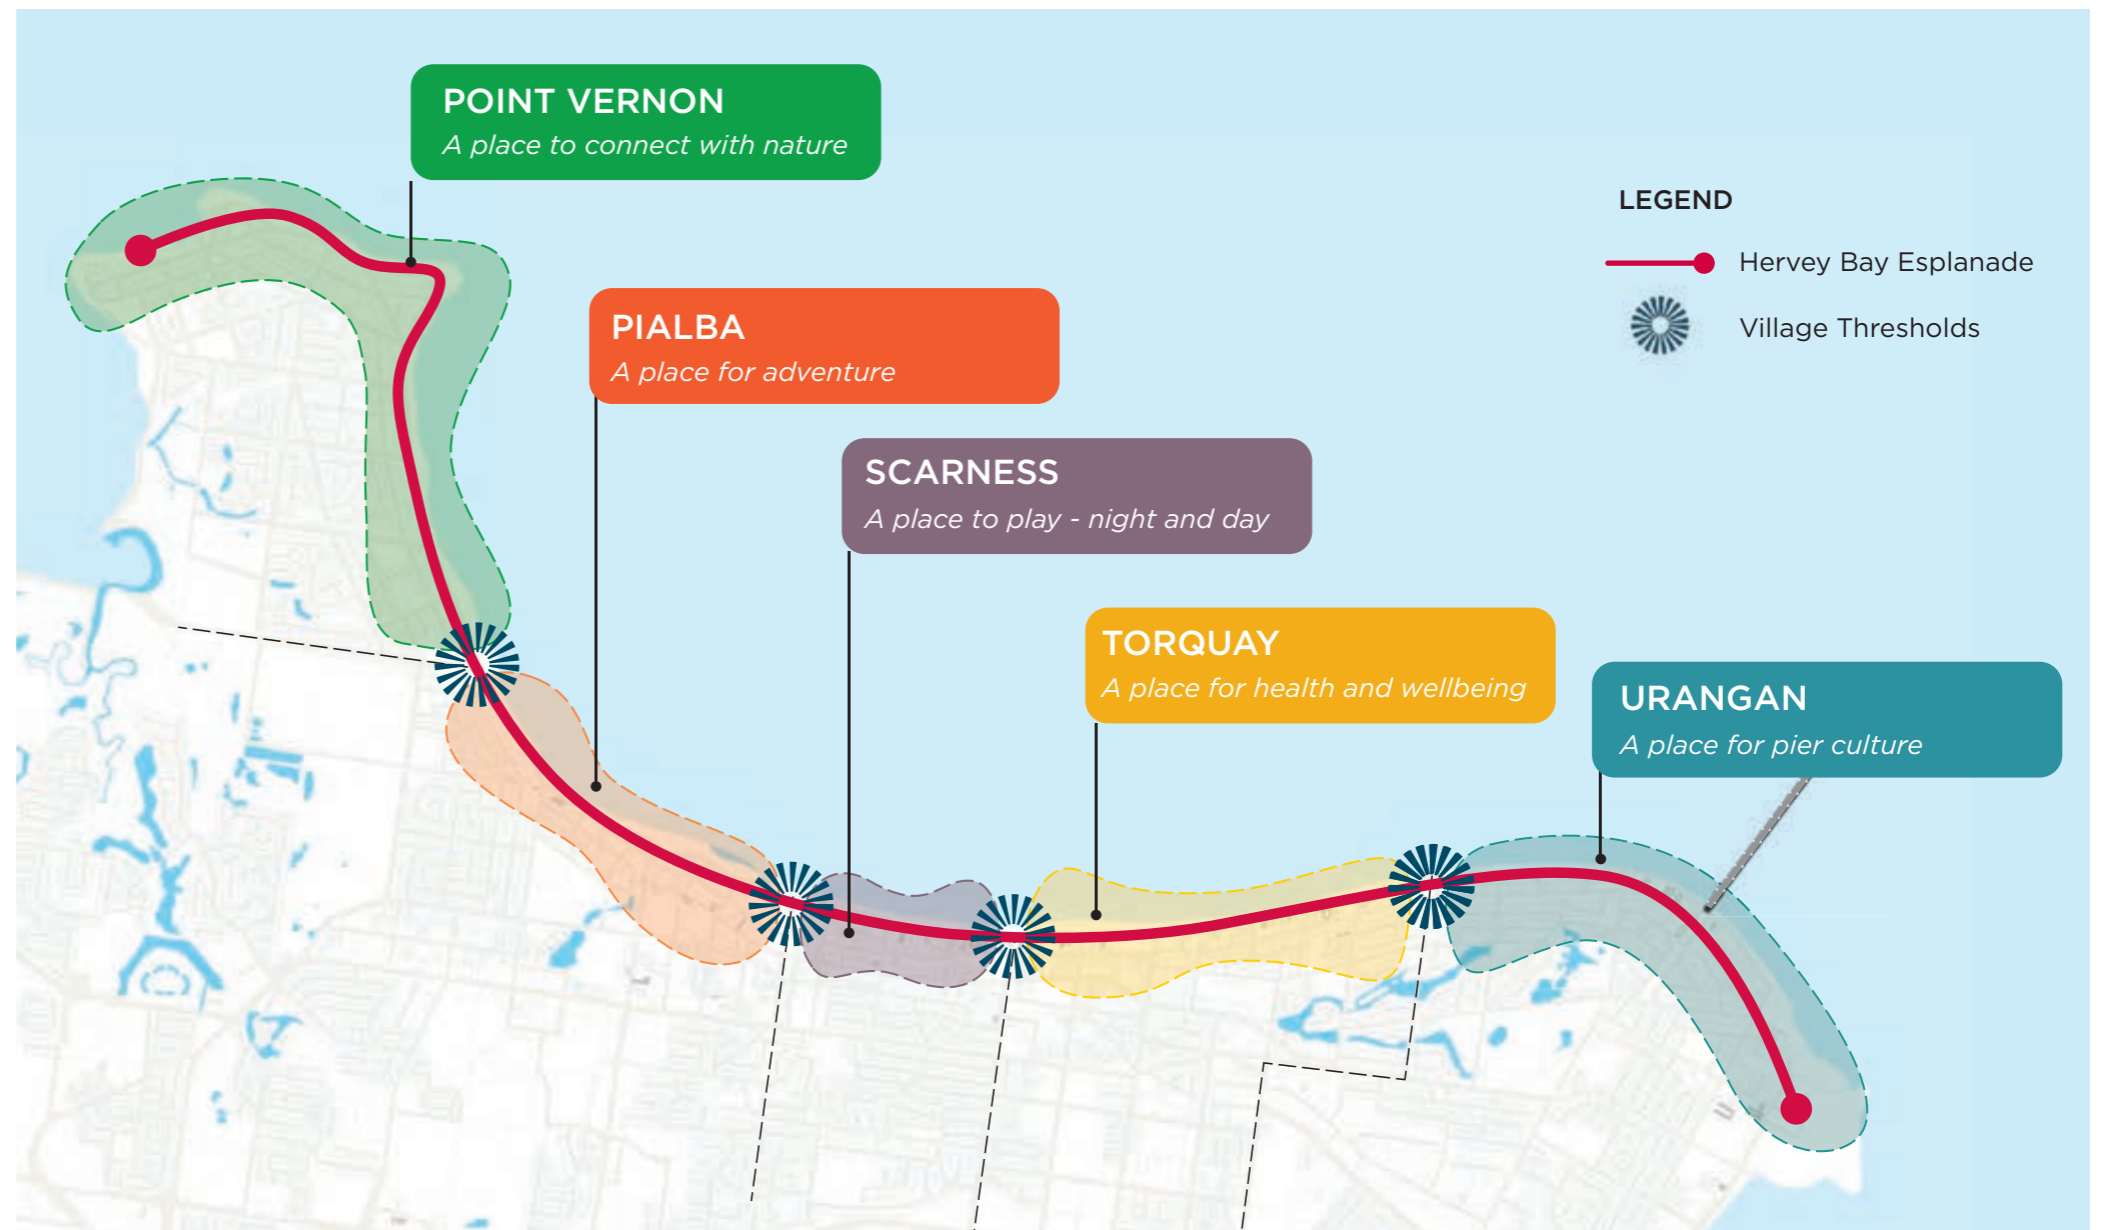 POINT VERNON
A place to connect with nature
PIALBA
A place for adventure
SCARNESS
A place to play - night and day
TORQUAY
A place for health and wellbeing
URANGAN
A place for pier culture
LEGEND
Hervey Bay Esplanade
Village Thresholds